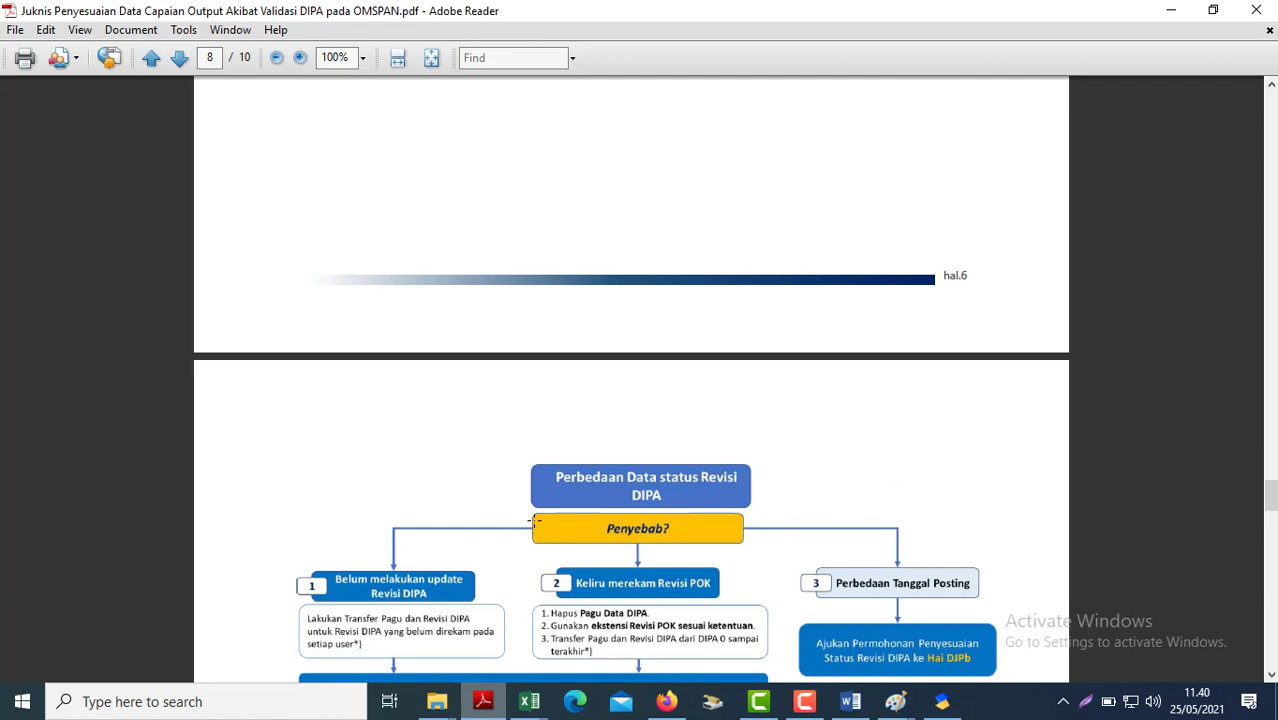 Juknis Penyesuaian Data Capaian Output Akibat Validasi DIPA pada OMSPAN.pdf - Adobe Reader
File Edit View Document Tools Window Help
8 / 10 100% Find
hal.6
Perbedaan Data status Revisi
DIPA
Penyebab?
1 Belum melakukan update
Revisi DIPA
Lakukan Transfer Pagu dan Revisi DIPA
untuk Revisi DIPA yang belum direkam pada
setiap user*)
2 Keliru merekam Revisi POK
1. Hapus Pagu Data DIPA.
2. Gunakan ekstensi Revisi POK sesuai ketentuan.
3. Transfer Pagu dan Revisi DIPA dari DIPA 0 sampai
terakhir*)
3 Perbedaan Tanggal Posting
Ajukan Permohonan Penyesuaian
Status Revisi DIPA ke Hai DJPb
Activate Windows
Go to Settings to activate Windows.
Type here to search
11.40
25/05/2021